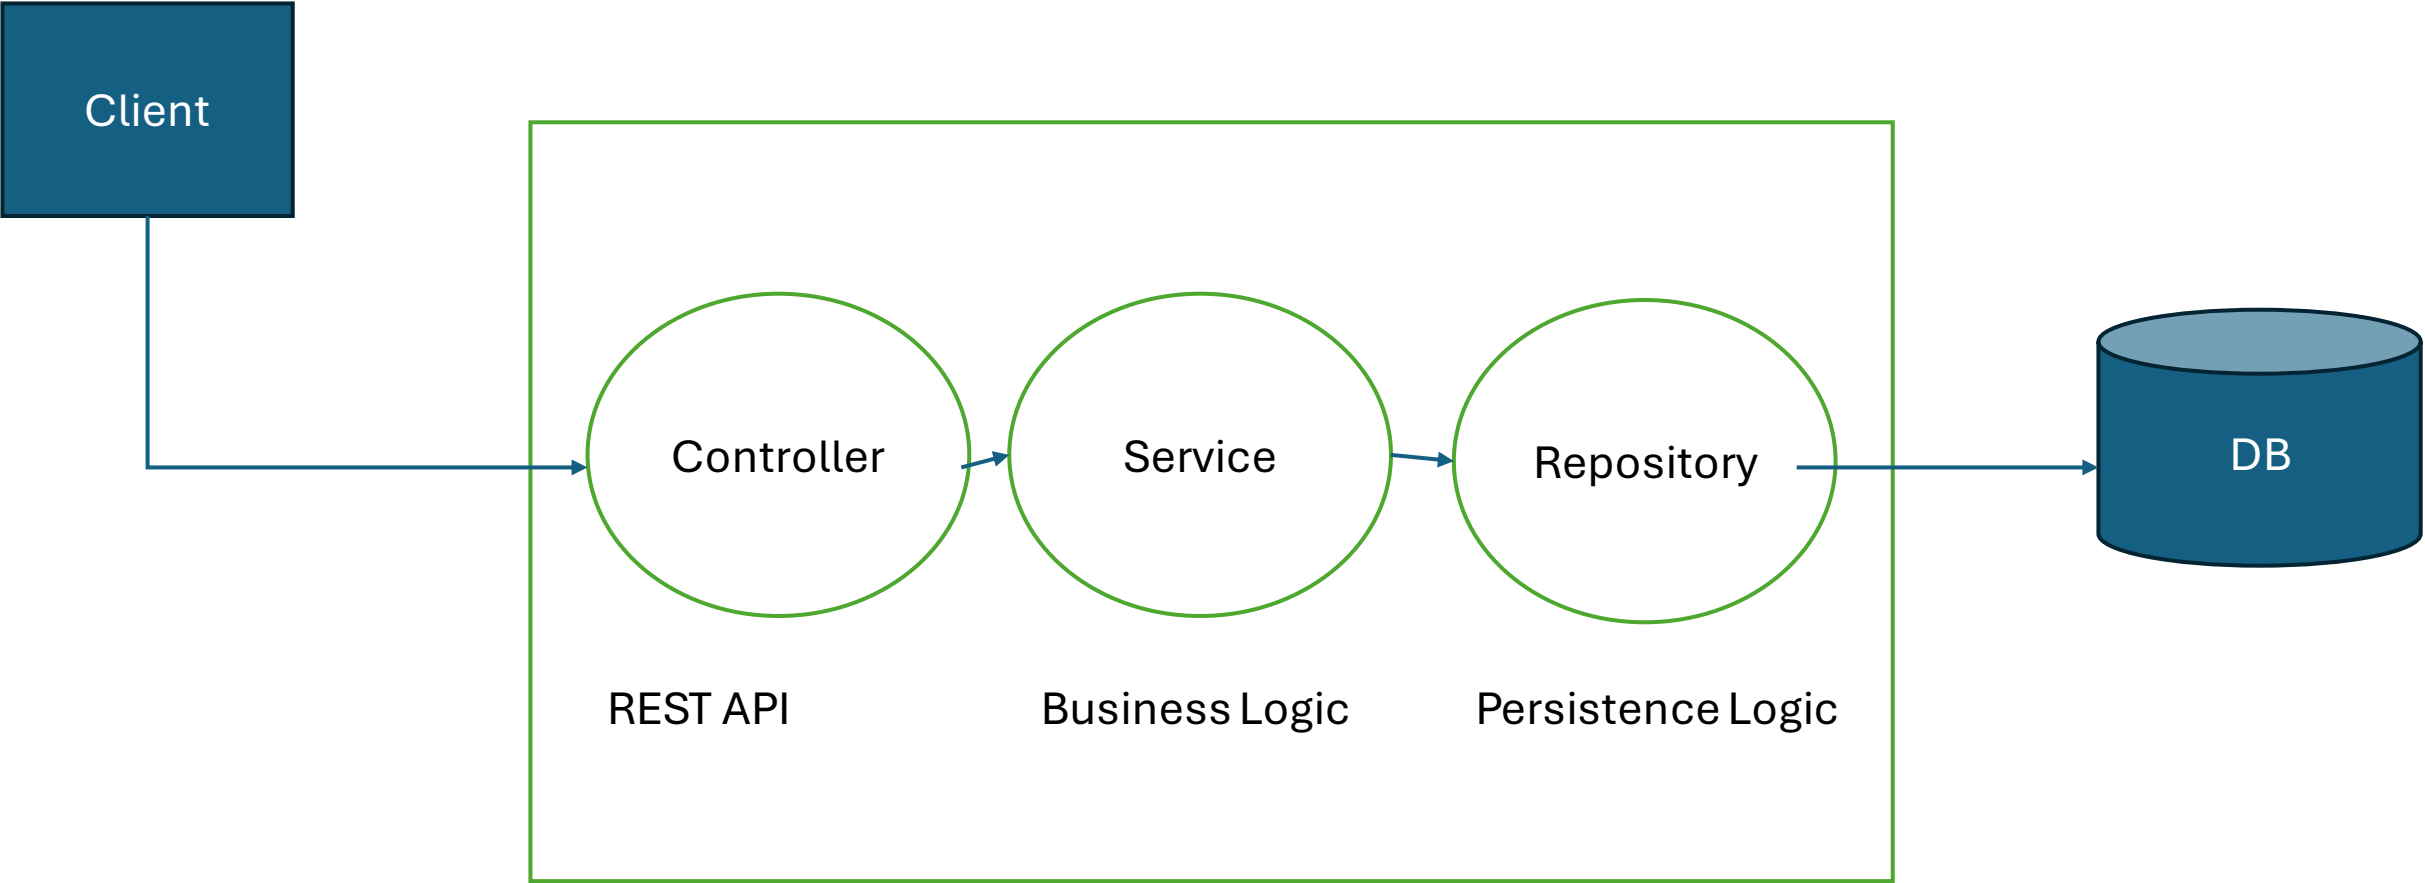 Client
Controller
Service
Repository
DB
REST API
Business Logic
Persistence Logic